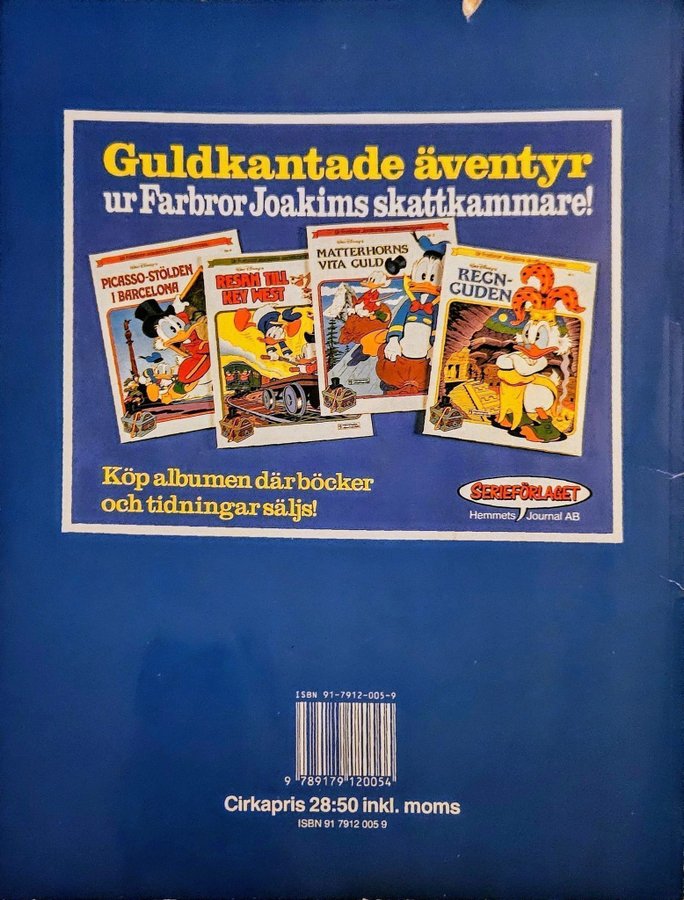 Guldkantade äventyr
ur Farbror Joakims skattkammare!
PICASSO-STÖLDEN
I BARCELONA
RESAN TILL
KEY WEST
MATTERHORNS
VITA GULD
REGN-
GUDEN
Köp albumen där böcker
och tidningar säljs!
SERIEFÖRLAGET
Hemmets Journal AB
ISBN 91-7912-005-9
9 789179 120054
Cirkapris 28:50 inkl. moms
ISBN 91 7912 005 9